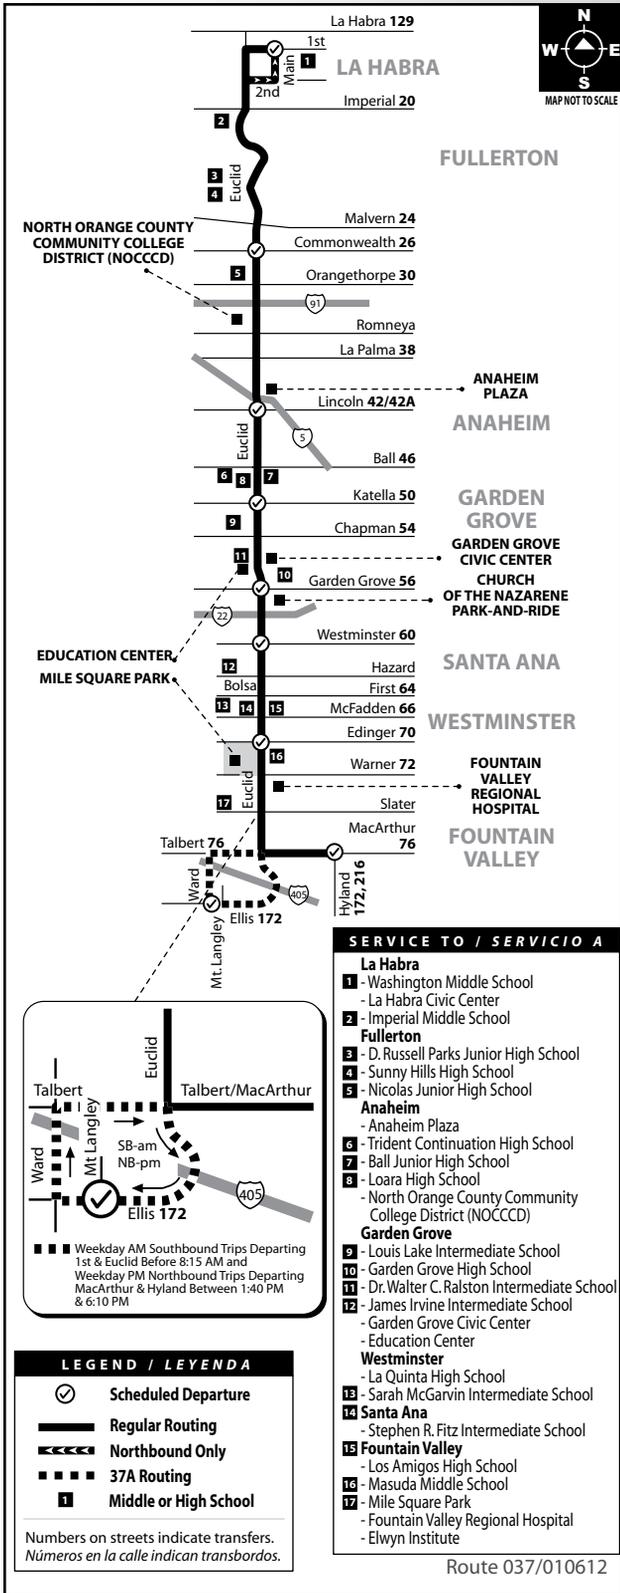 La Habra 129
1st
1
Main
LA HABRA
2nd
Imperial 20
N
W
E
S
MAP NOT TO SCALE
2
FULLERTON
3
4
Euclid
Malvern 24
NORTH ORANGE COUNTY
COMMUNITY COLLEGE
DISTRICT (NOCCCD)
Commonwealth 26
5
Orangethorpe 30
91
Romneya
La Palma 38
ANAHEIM
PLAZA
Lincoln 42/42A
ANAHEIM
Euclid
5
Ball 46
6
8
7
Katella 50
GARDEN
GROVE
9
Chapman 54
11
GARDEN GROVE
CIVIC CENTER
10
Garden Grove 56
CHURCH
OF THE NAZARENE
PARK-AND-RIDE
22
Westminster 60
EDUCATION CENTER
12
Hazard
SANTA ANA
MILE SQUARE PARK
Bolsa
First 64
13
14
15
McFadden 66
WESTMINSTER
Edinger 70
16
Warner 72
FOUNTAIN
VALLEY
REGIONAL
HOSPITAL
Euclid
17
Slater
MacArthur
76
FOUNTAIN
VALLEY
Talbert 76
Ward
405
Hyland
172, 216
Ellis 172
Mt. Langley
Euclid
Talbert
Talbert/MacArthur
Mt Langley
Ward
SB-am
NB-pm
405
Ellis 172
Weekday AM Southbound Trips Departing
1st & Euclid Before 8:15 AM and
Weekday PM Northbound Trips Departing
MacArthur & Hyland Between 1:40 PM
& 6:10 PM
LEGEND / LEYENDA
Scheduled Departure
Regular Routing
Northbound Only
37A Routing
1 Middle or High School
Numbers on streets indicate transfers.
Números en la calle indican transbordos.
SERVICE TO / SERVICIO A
La Habra
1 - Washington Middle School
- La Habra Civic Center
2 - Imperial Middle School
Fullerton
3 - D. Russell Parks Junior High School
4 - Sunny Hills High School
5 - Nicolas Junior High School
Anaheim
- Anaheim Plaza
6 - Trident Continuation High School
7 - Ball Junior High School
8 - Loara High School
- North Orange County Community
College District (NOCCCD)
Garden Grove
9 - Louis Lake Intermediate School
10 - Garden Grove High School
11 - Dr. Walter C. Ralston Intermediate School
12 - James Irvine Intermediate School
- Garden Grove Civic Center
- Education Center
Westminster
- La Quinta High School
13 - Sarah McGarvin Intermediate School
14 Santa Ana
- Stephen R. Fitz Intermediate School
15 Fountain Valley
- Los Amigos High School
16 - Masuda Middle School
17 - Mile Square Park
- Fountain Valley Regional Hospital
- Elwyn Institute
Route 037/010612